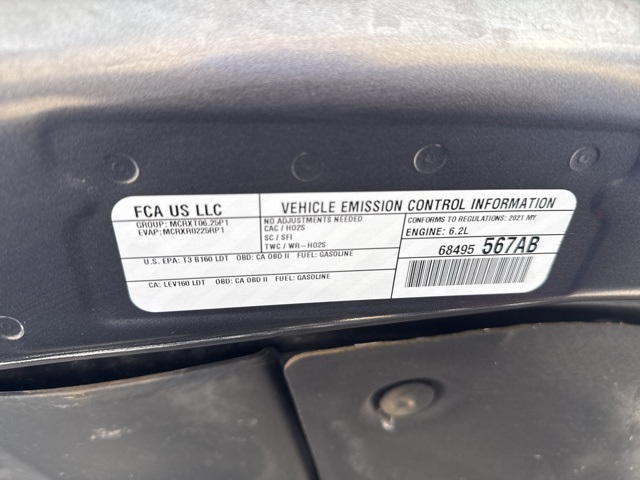 FCA US LLC
VEHICLE EMISSION CONTROL INFORMATION
GROUP: MCRXT06.25P1
EVAP: MCRXR0225RP1
NO ADJUSTMENTS NEEDED
CAC / HO2S
SC / SFI
TWC / WR-HO2S
CONFORMS TO REGULATIONS: 2021 MY
ENGINE: 6.2L
68495 567AB
U.S. EPA: T3 B160 LDT OBD: CA OBD II FUEL: GASOLINE
CA: LEV160 LDT OBD: CA OBD II FUEL: GASOLINE